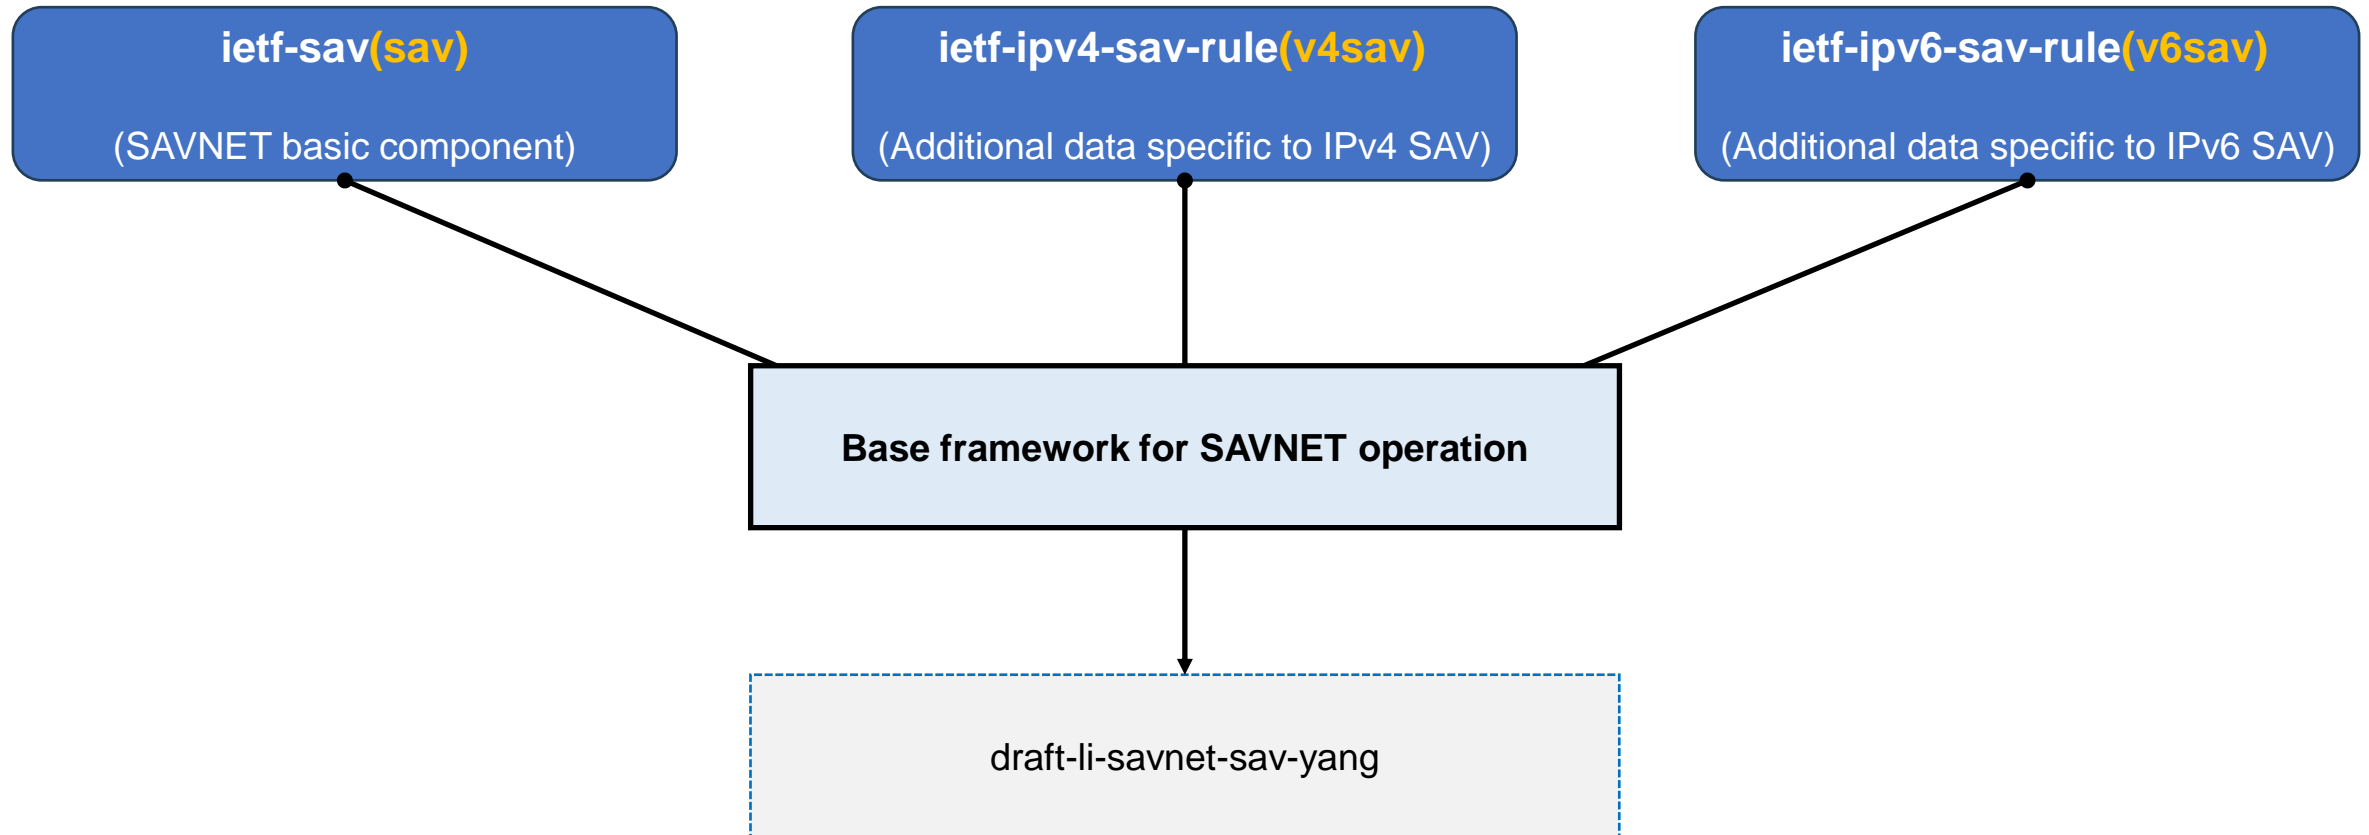 ietf-sav(sav)
(SAVNET basic component)
ietf-ipv4-sav-rule(v4sav)
(Additional data specific to IPv4 SAV)
ietf-ipv6-sav-rule(v6sav)
(Additional data specific to IPv6 SAV)
Base framework for SAVNET operation
draft-li-savnet-sav-yang